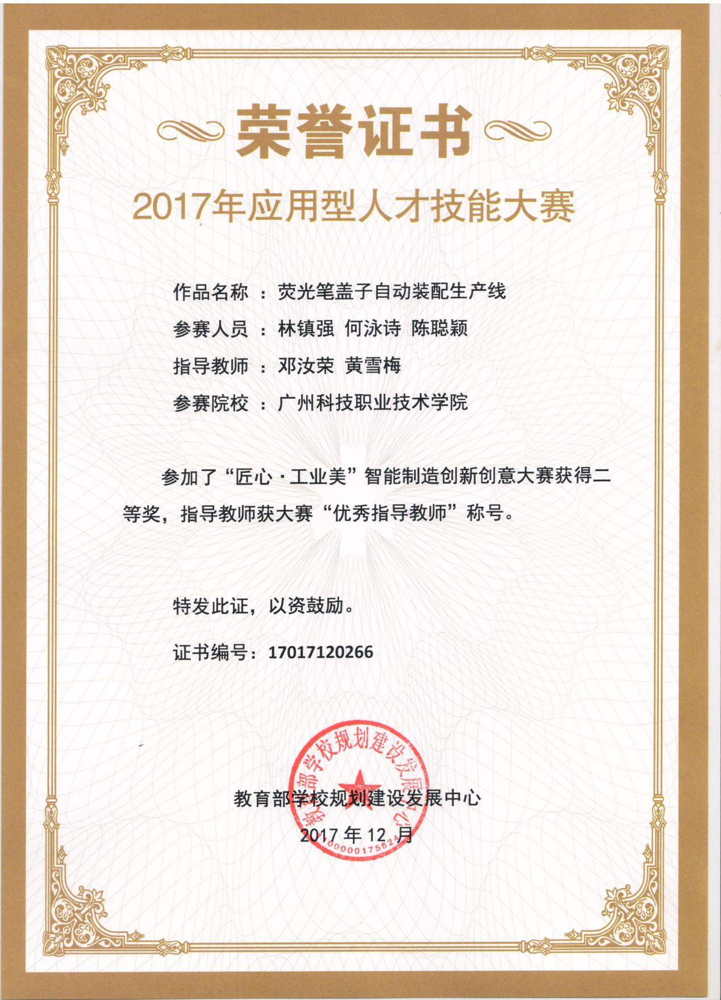 荣誉证书
2017年应用型人才技能大赛
作品名称 ：荧光笔盖子自动装配生产线
参赛人员 ：林镇强 何泳诗 陈聪颖
指导教师 ：邓汝荣 黄雪梅
参赛院校 ：广州科技职业技术学院
参加了“匠心·工业美”智能制造创新创意大赛获得二
等奖，指导教师获大赛“优秀指导教师”称号。
特发此证，以资鼓励。
证书编号：17017120266
教育部学校规划建设发展中心
教育部学校规划建设发展中心
2017 年 12 月